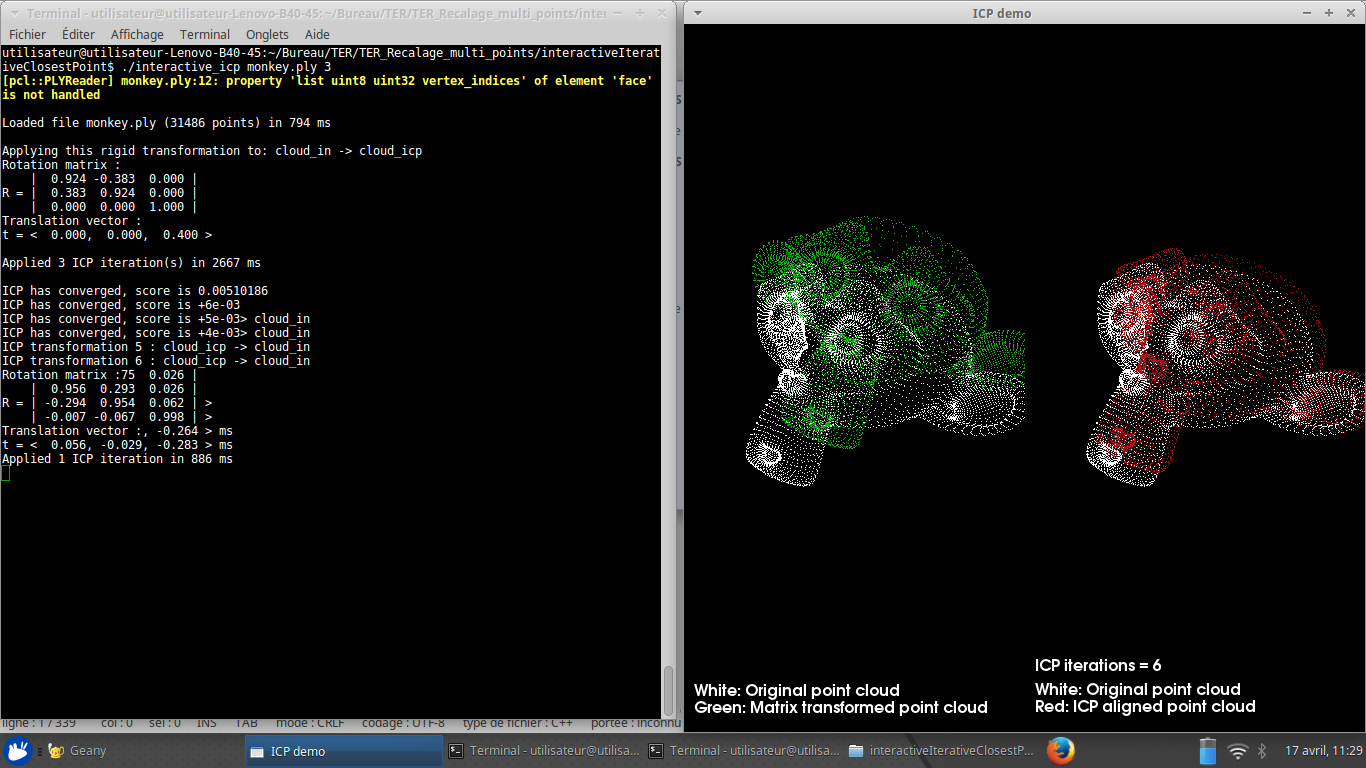 Terminal - utilisateur@utilisateur-Lenovo-B40-45: ~/Bureau/TER/TER_Recalage_multi_points/inter
Fichier Éditer Affichage Terminal Onglets Aide
utilisateur@utilisateur-Lenovo-B40-45:~/Bureau/TER/TER_Recalage_multi_points/interactiveIterat
iveClosestPoint$ ./interactive_icp monkey.ply 3
[pcl::PLYReader] monkey.ply:12: property 'list uint8 uint32 vertex_indices' of element 'face'
is not handled
Loaded file monkey.ply (31486 points) in 794 ms
Applying this rigid transformation to: cloud_in -> cloud_icp
Rotation matrix :
| 0.924 -0.383 0.000 |
R = | 0.383 0.924 0.000 |
| 0.000 0.000 1.000 |
Translation vector :
t = < 0.000, 0.000, 0.400 >
Applied 3 ICP iteration(s) in 2667 ms
ICP has converged, score is 0.00510186
ICP has converged, score is +6e-03
ICP has converged, score is +5e-03> cloud_in
ICP has converged, score is +4e-03> cloud_in
ICP transformation 5 : cloud_icp -> cloud_in
ICP transformation 6 : cloud_icp -> cloud_in
Rotation matrix :75 0.026 |
| 0.956 0.293 0.026 |
R = | -0.294 0.954 0.062 | >
| -0.007 -0.067 0.998 | >
Translation vector :, -0.264 > ms
t = < 0.056, -0.029, -0.283 > ms
Applied 1 ICP iteration in 886 ms
ligne : 17 339 col : 0 sel : 0 INS TAB mode : CRLF codage : UTF-8 type de fichier : C++ portée : inconnu
ICP demo
ICP iterations = 6
White: Original point cloud
Green: Matrix transformed point cloud
White: Original point cloud
Red: ICP aligned point cloud
Geany
ICP demo
Terminal - utilisateur@utilisa...
Terminal - utilisateur@utilisa...
interactiveIterativeClosestP...
17 avril, 11:29